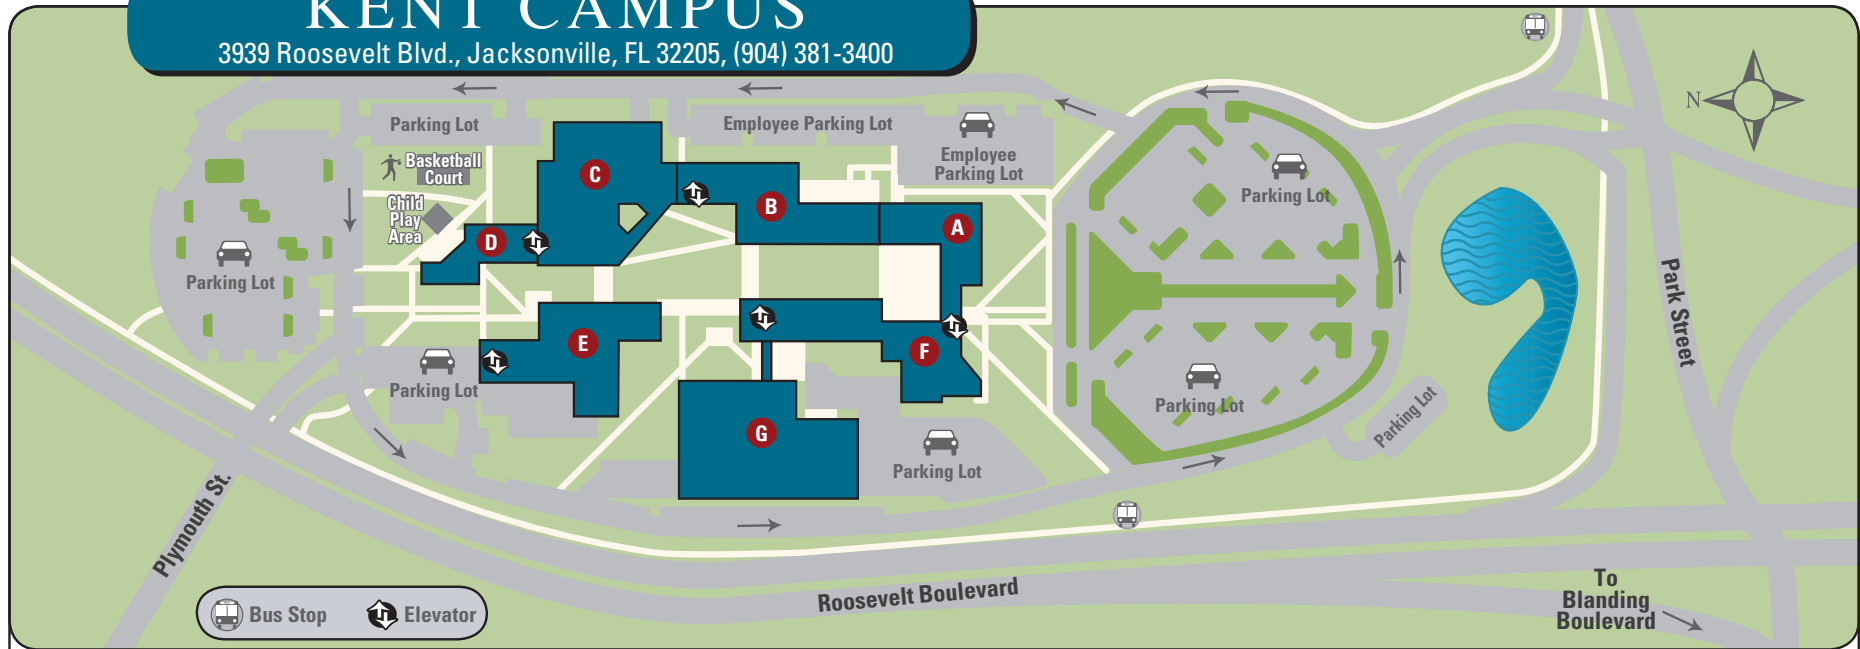 KENT CAMPUS
3939 Roosevelt Blvd., Jacksonville, FL 32205, (904) 381-3400
N
Parking Lot
Employee Parking Lot
Employee
Parking Lot
Basketball
Court
Child
Play
Area
C
B
A
D
E
F
G
Parking Lot
Parking Lot
Parking Lot
Parking Lot
Parking Lot
Parking Lot
Park Street
Plymouth St.
Roosevelt Boulevard
To
Blanding
Boulevard
Bus Stop
Elevator